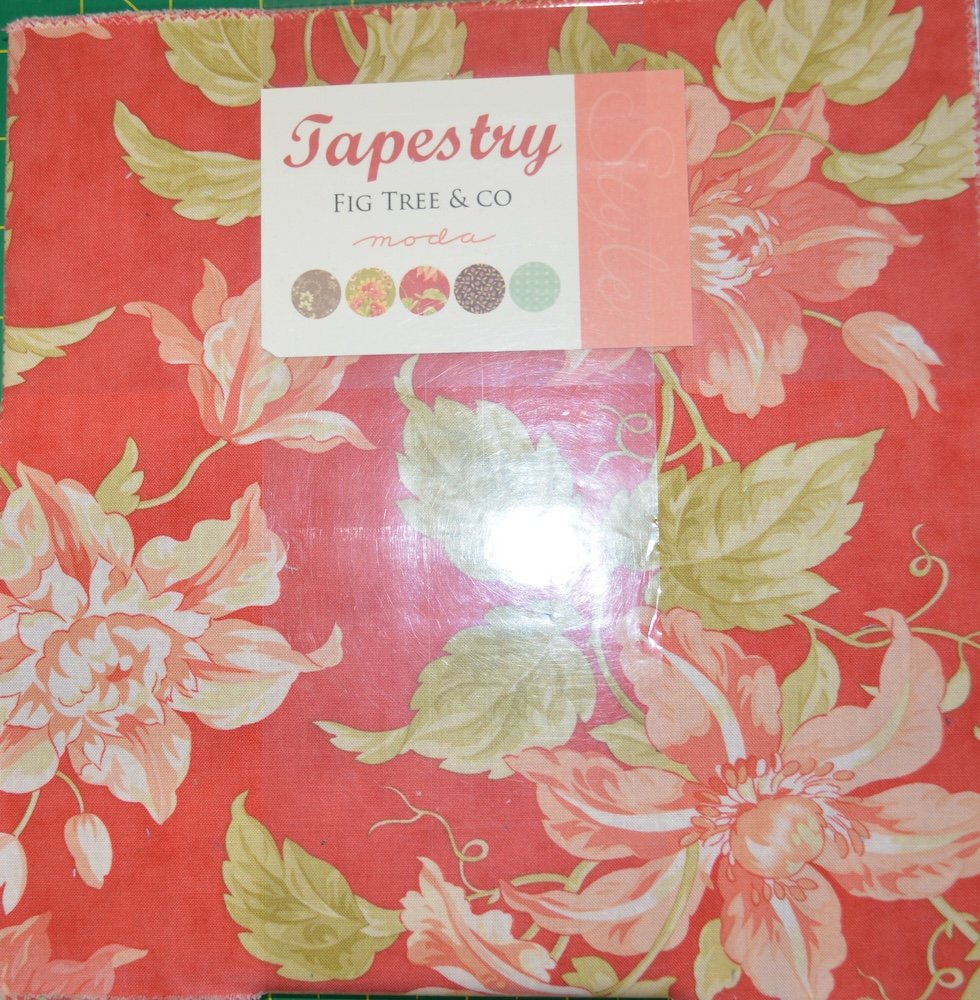 Tapestry
FIG TREE & CO
moda
Style